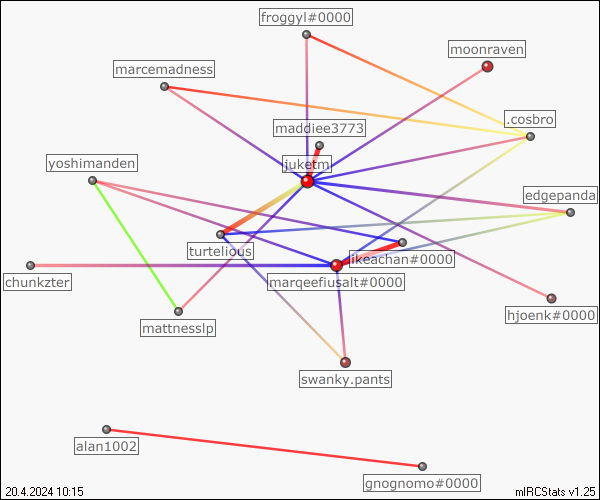 froggyl#0000
moonraven
marcemadness
.cosbro
maddiee3773
juketm
yoshimanden
edgepanda
turtelious
ikeachan#0000
chunkzter
marqeefiusalt#0000
hjoenk#0000
mattnesslp
swanky.pants
alan1002
gnognomo#0000
20.4.2024 10:15
mIRCStats v1.25